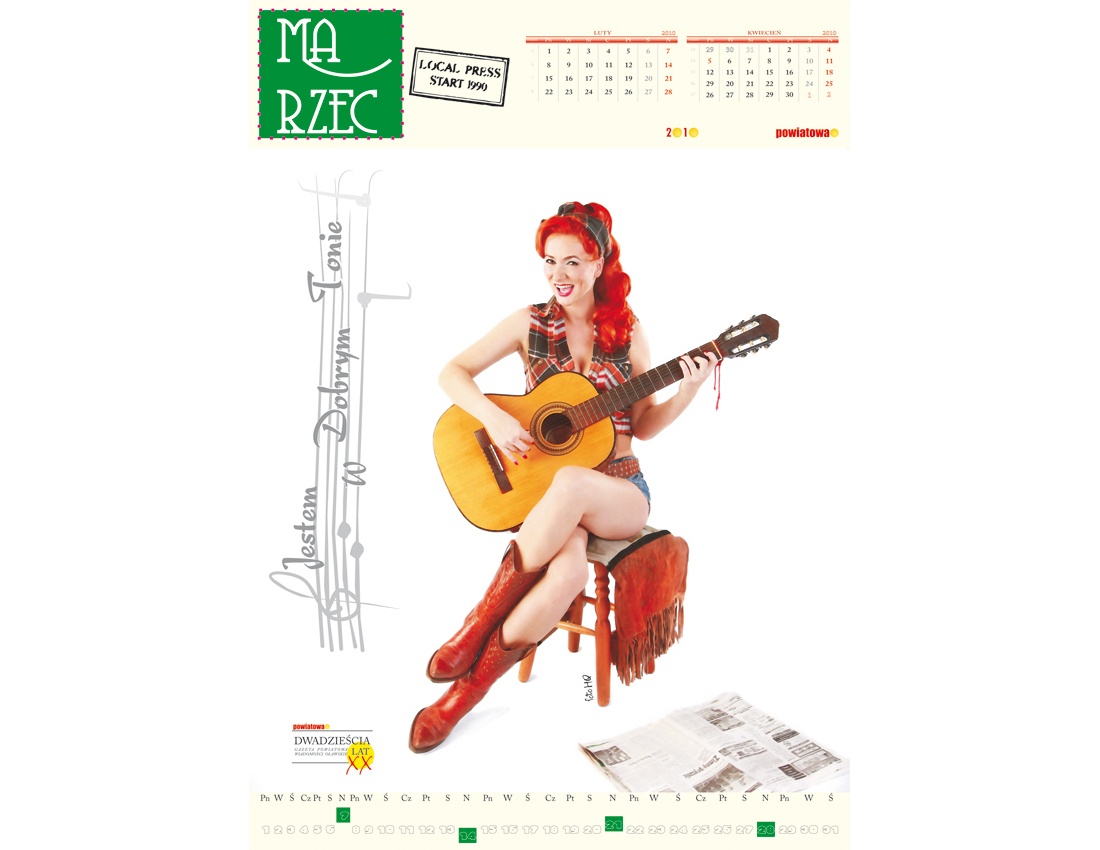 MA
RZEC
LOCAL PRESS
START 1990
LUTY 2010
1 2 3 4 5 6 7
8 9 10 11 12 13 14
15 16 17 18 19 20 21
22 23 24 25 26 27 28
KWIECIEŃ 2010
29 30 31 1 2 3 4
5 6 7 8 9 10 11
12 13 14 15 16 17 18
19 20 21 22 23 24 25
26 27 28 29 30 1 2
2010
powiatowa
Jestem w Dobrym Tonie
foto HQ
powiatowa
DWADZIEŚCIA
GAZETA POWIATOWA
WIADOMOŚCI OŁAWSKIE
LAT
XX
Pn W Ś Cz Pt S N Pn W Ś Cz Pt S N Pn W Ś Cz Pt S N Pn W Ś Cz Pt S N Pn W Ś
1 2 3 4 5 6 7 8 9 10 11 12 13 14 15 16 17 18 19 20 21 22 23 24 25 26 27 28 29 30 31